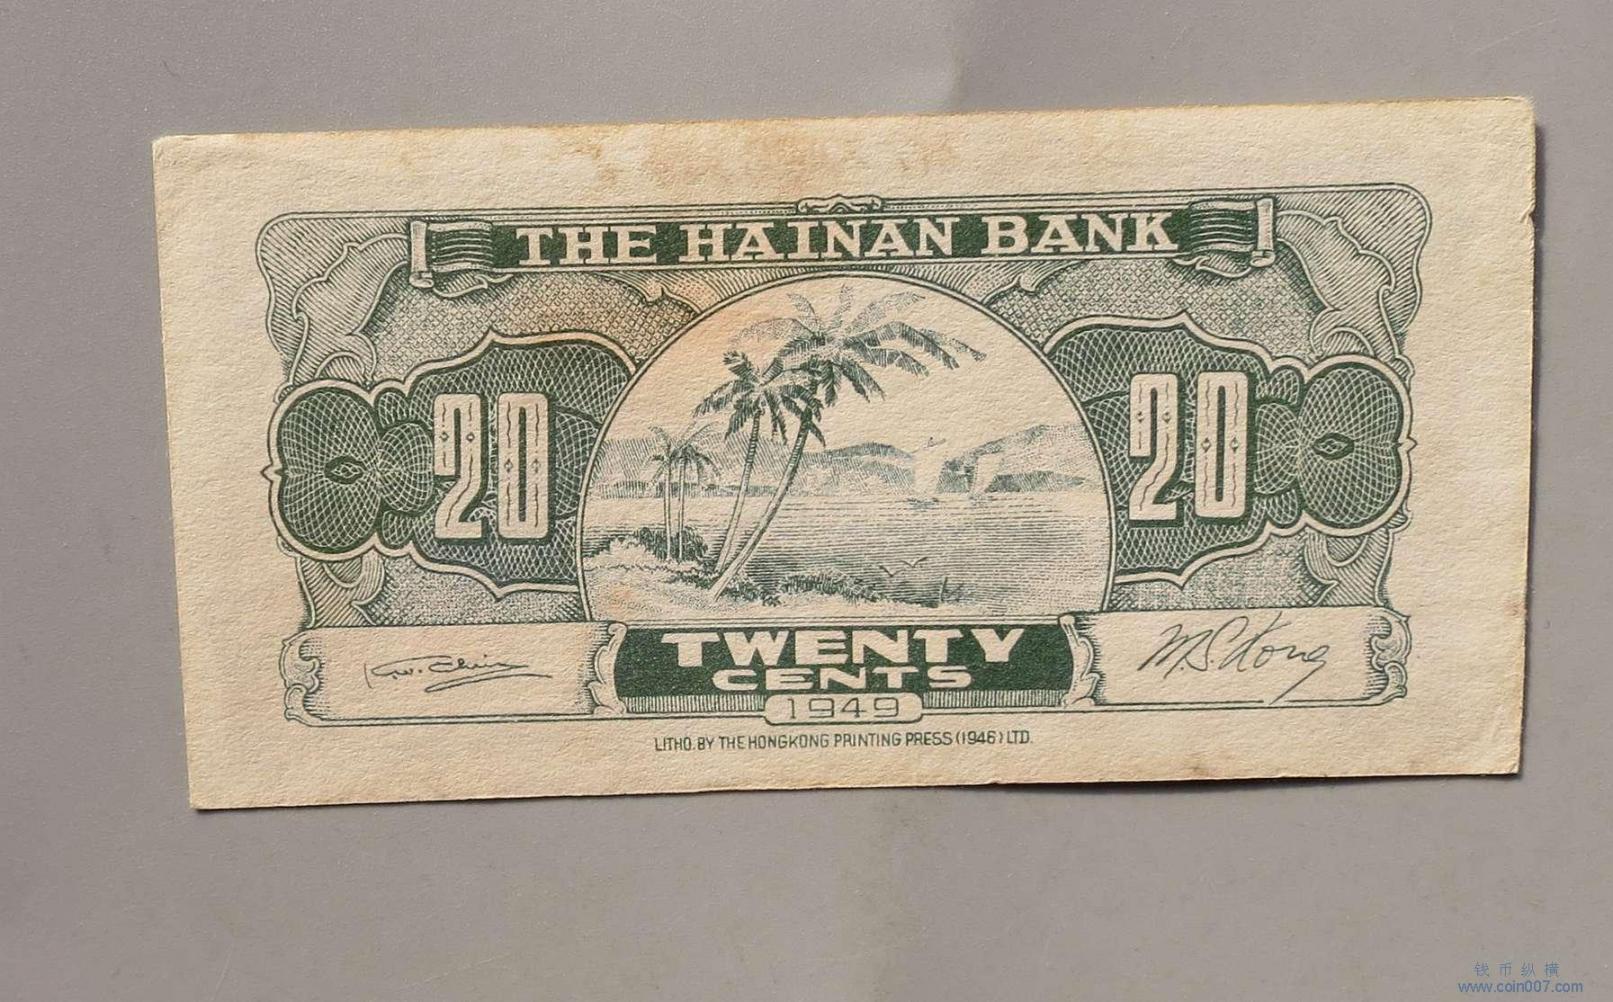 THE HAINAN BANK
20 20
TWENTY
CENTS
1949
M.S. Kong
LITHO. BY THE HONGKONG PRINTING PRESS (1946) LTD.
钱币纵横
www.coin007.com